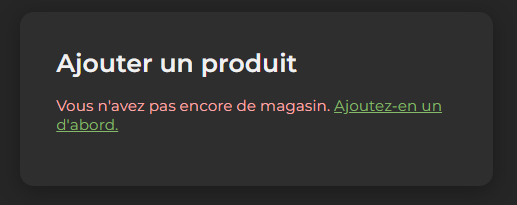 Ajouter un produit
Vous n'avez pas encore de magasin. Ajoutez-en un
d'abord.